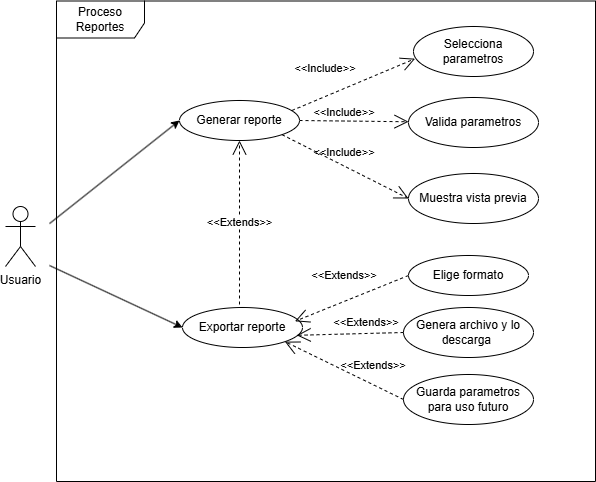 Proceso
Reportes
Selecciona
parametros
<<Include>>
Generar reporte
<<Include>>
Valida parametros
<<Include>>
Muestra vista previa
<<Extends>>
Usuario
<<Extends>>
Elige formato
Exportar reporte
<<Extends>>
Genera archivo y lo
descarga
<<Extends>>
Guarda parametros
para uso futuro